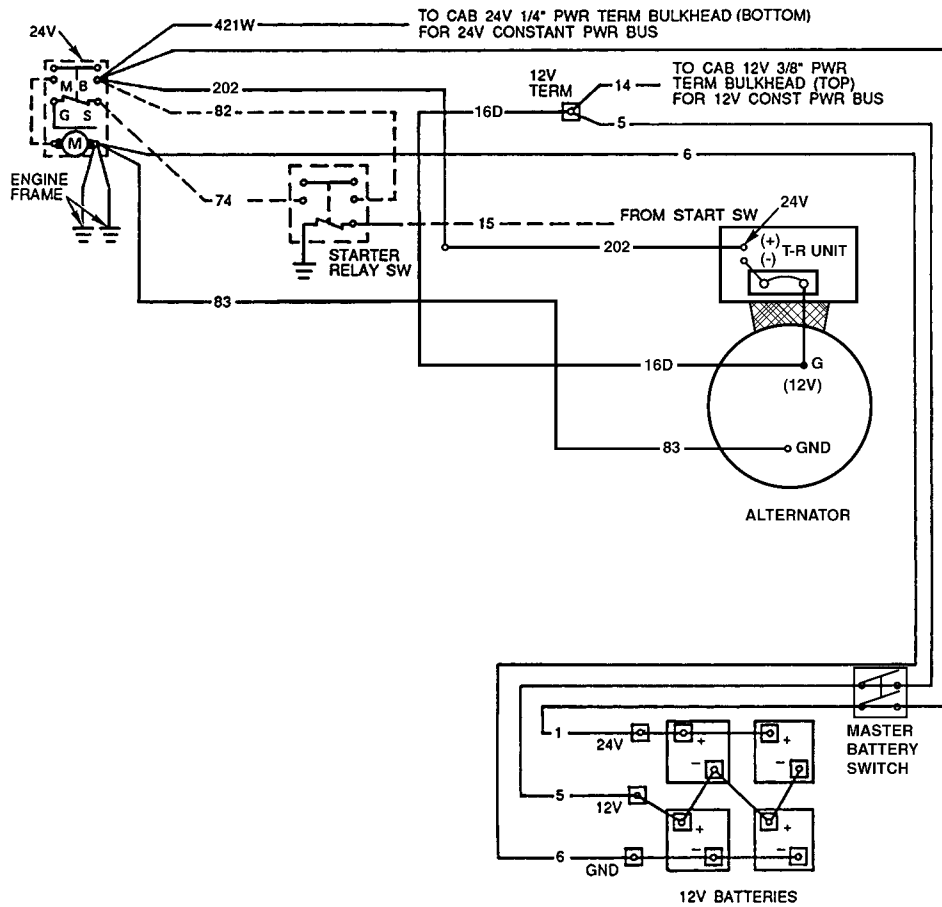 421W
TO CAB 24V 1/4" PWR TERM BULKHEAD (BOTTOM)
FOR 24V CONSTANT PWR BUS
24V
M B
G S
M
202
82
12V
TERM
16D
14
TO CAB 12V 3/8" PWR
TERM BULKHEAD (TOP)
FOR 12V CONST PWR BUS
5
6
ENGINE
FRAME
74
15
FROM START SW
STARTER
RELAY SW
202
24V
(+)
(-)
T-R UNIT
83
16D
G
(12V)
83
GND
ALTERNATOR
MASTER
BATTERY
SWITCH
1
24V
+
+
-
-
5
12V
+
+
-
-
6
GND
12V BATTERIES